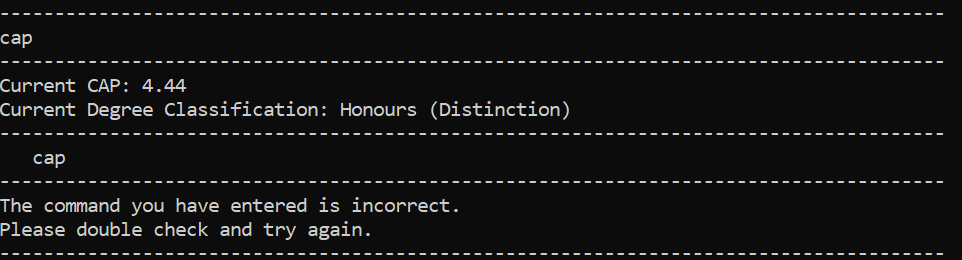 --------------------------------------------------------------------------------------
cap
--------------------------------------------------------------------------------------
Current CAP: 4.44
Current Degree Classification: Honours (Distinction)
--------------------------------------------------------------------------------------
   cap
--------------------------------------------------------------------------------------
The command you have entered is incorrect.
Please double check and try again.
--------------------------------------------------------------------------------------